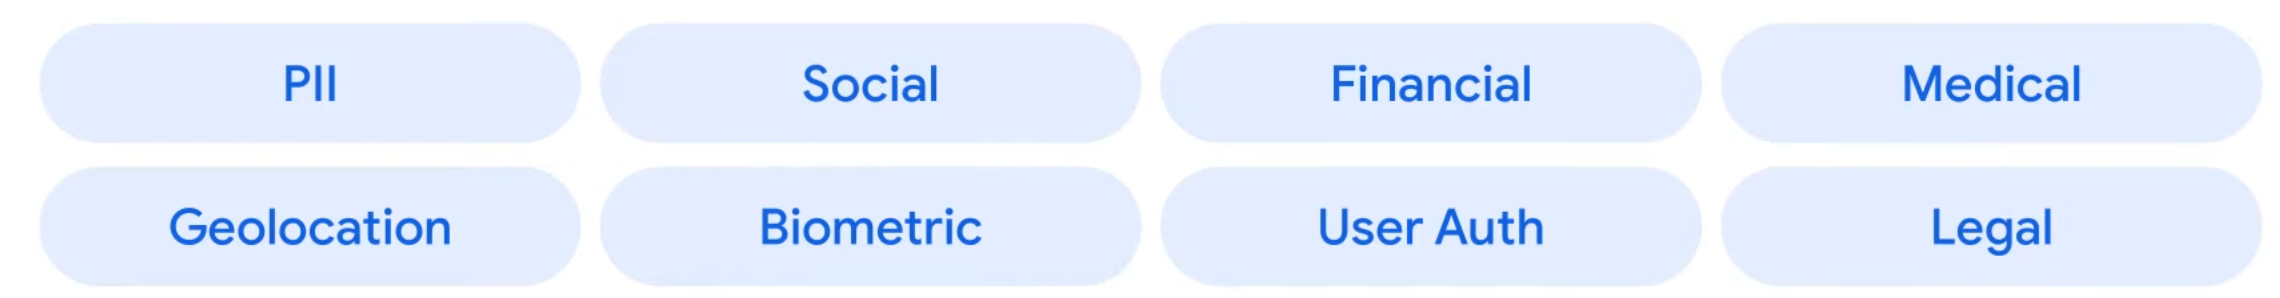 PII Social Financial Medical
Geolocation Biometric User Auth Legal